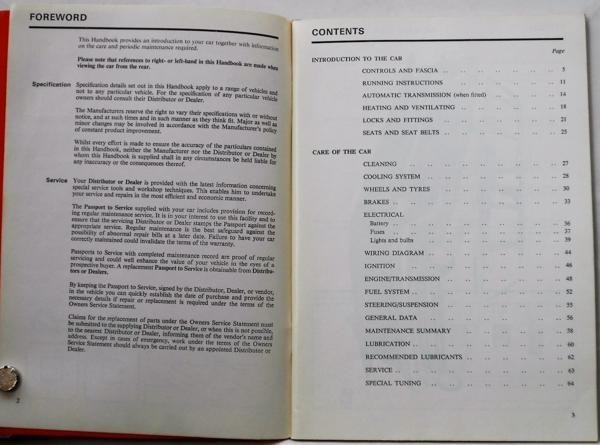 FOREWORD
This Handbook provides an introduction to your car together with information
on the care and periodic maintenance required.
Please note that references to right- or left-hand in this Handbook are made when
viewing the car from the rear.
Specification Specification details set out in this Handbook apply to a range of vehicles and
not to any particular vehicle. For the specification of any particular vehicle
owners should consult their Distributor or Dealer.
The Manufacturers reserve the right to vary their specifications with or without
notice, and at such times and in such manner as they think fit. Major as well as
minor changes may be involved in accordance with the Manufacturer's policy
of constant product improvement.
Whilst every effort is made to ensure the accuracy of the particulars contained
in this Handbook, neither the Manufacturer nor the Distributor or Dealer by
whom this Handbook is supplied shall in any circumstances be held liable for
any inaccuracy or the consequences thereof.
Service Your Distributor or Dealer is provided with the latest information concerning
special service tools and workshop techniques. This enables him to undertake
your service and repairs in the most efficient and economic manner.
The Passport to Service supplied with your car includes provision for record-
ing regular maintenance service. It is in your interest to use this facility and to
ensure that the servicing Distributor or Dealer stamps the Passport against the
appropriate service. Regular maintenance is the best safeguard against the
possibility of abnormal repair bills at a later date. Failure to have your car
correctly maintained could invalidate the terms of the warranty.
Passports to Service with completed maintenance record are proof of regular
servicing and could well enhance the value of your vehicle in the eyes of a
prospective buyer. A replacement Passport to Service is obtainable from Distribu-
tors or Dealers.
By keeping the Passport to Service, signed by the Distributor, Dealer, or vendor,
in the vehicle you can quickly establish the date of purchase and provide the
necessary details if repair or replacement is required under the terms of the
Owners Service Statement.
Claims for the replacement of parts under the Owners Service Statement must
be submitted to the supplying Distributor or Dealer, or when this is not possible,
to the nearest Distributor or Dealer, informing them of the vendor's name and
address. Except in cases of emergency, work under the terms of the Owners
Service Statement should always be carried out by an appointed Distributor or
Dealer.
2
CONTENTS
Page
INTRODUCTION TO THE CAR
CONTROLS AND FASCIA .. .. .. .. .. .. 5
RUNNING INSTRUCTIONS .. .. .. .. .. .. 11
AUTOMATIC TRANSMISSION (when fitted) .. .. .. .. 14
HEATING AND VENTILATING .. .. .. .. .. 18
LOCKS AND FITTINGS .. .. .. .. .. .. 21
SEATS AND SEAT BELTS .. .. .. .. .. .. 25
CARE OF THE CAR
CLEANING .. .. .. .. .. .. .. .. 27
COOLING SYSTEM .. .. .. .. .. .. .. 28
WHEELS AND TYRES .. .. .. .. .. .. 30
BRAKES .. .. .. .. .. .. .. .. 33
ELECTRICAL
Battery .. .. .. .. .. .. .. .. 36
Fuses .. .. .. .. .. .. .. .. 37
Lights and bulbs .. .. .. .. .. .. .. 39
WIRING DIAGRAM .. .. .. .. .. .. 44
IGNITION .. .. .. .. .. .. .. .. 46
ENGINE/TRANSMISSION .. .. .. .. .. .. 48
FUEL SYSTEM .. .. .. .. .. .. .. .. 52
STEERING/SUSPENSION .. .. .. .. .. .. 55
GENERAL DATA .. .. .. .. .. .. .. 56
MAINTENANCE SUMMARY .. .. .. .. .. .. 58
LUBRICATION .. .. .. .. .. .. .. .. 60
RECOMMENDED LUBRICANTS .. .. .. .. .. 62
SERVICE .. .. .. .. .. .. .. .. 63
SPECIAL TUNING .. .. .. .. .. .. .. 64
3